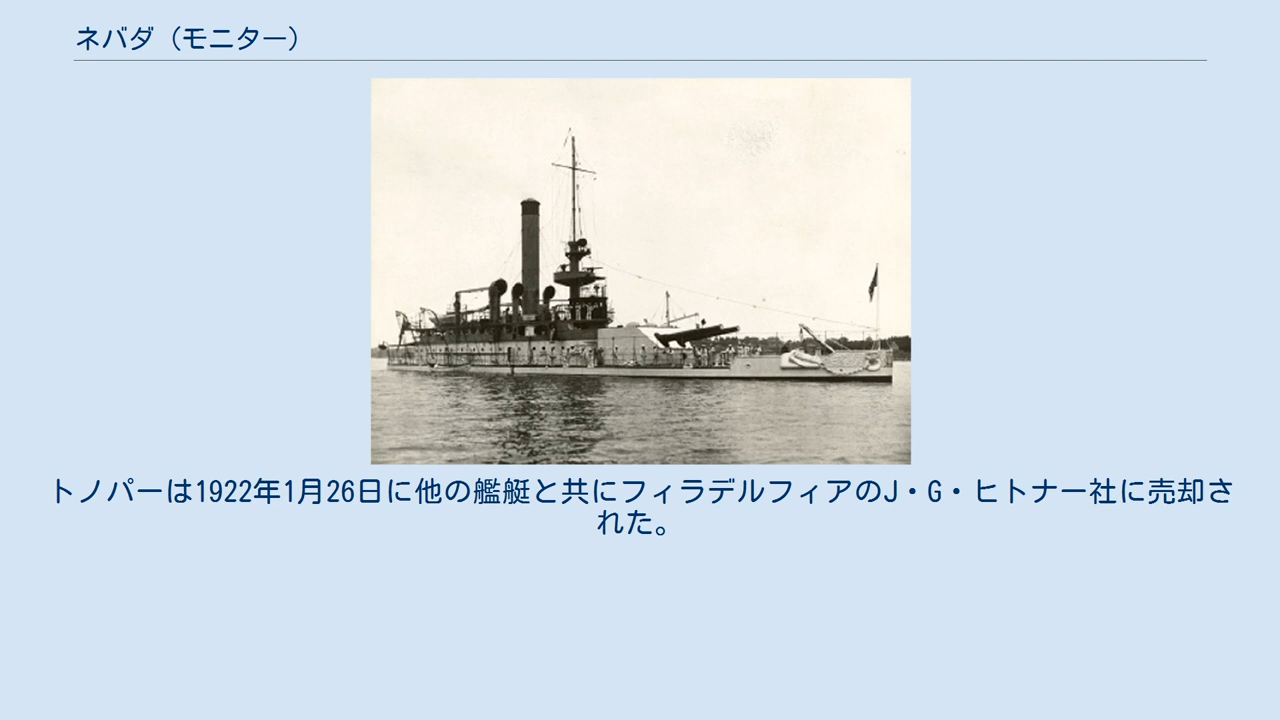 ネバダ（モニター）
トノパーは1922年1月26日に他の艦艇と共にフィラデルフィアのJ・G・ヒトナー社に売却さ
れた。